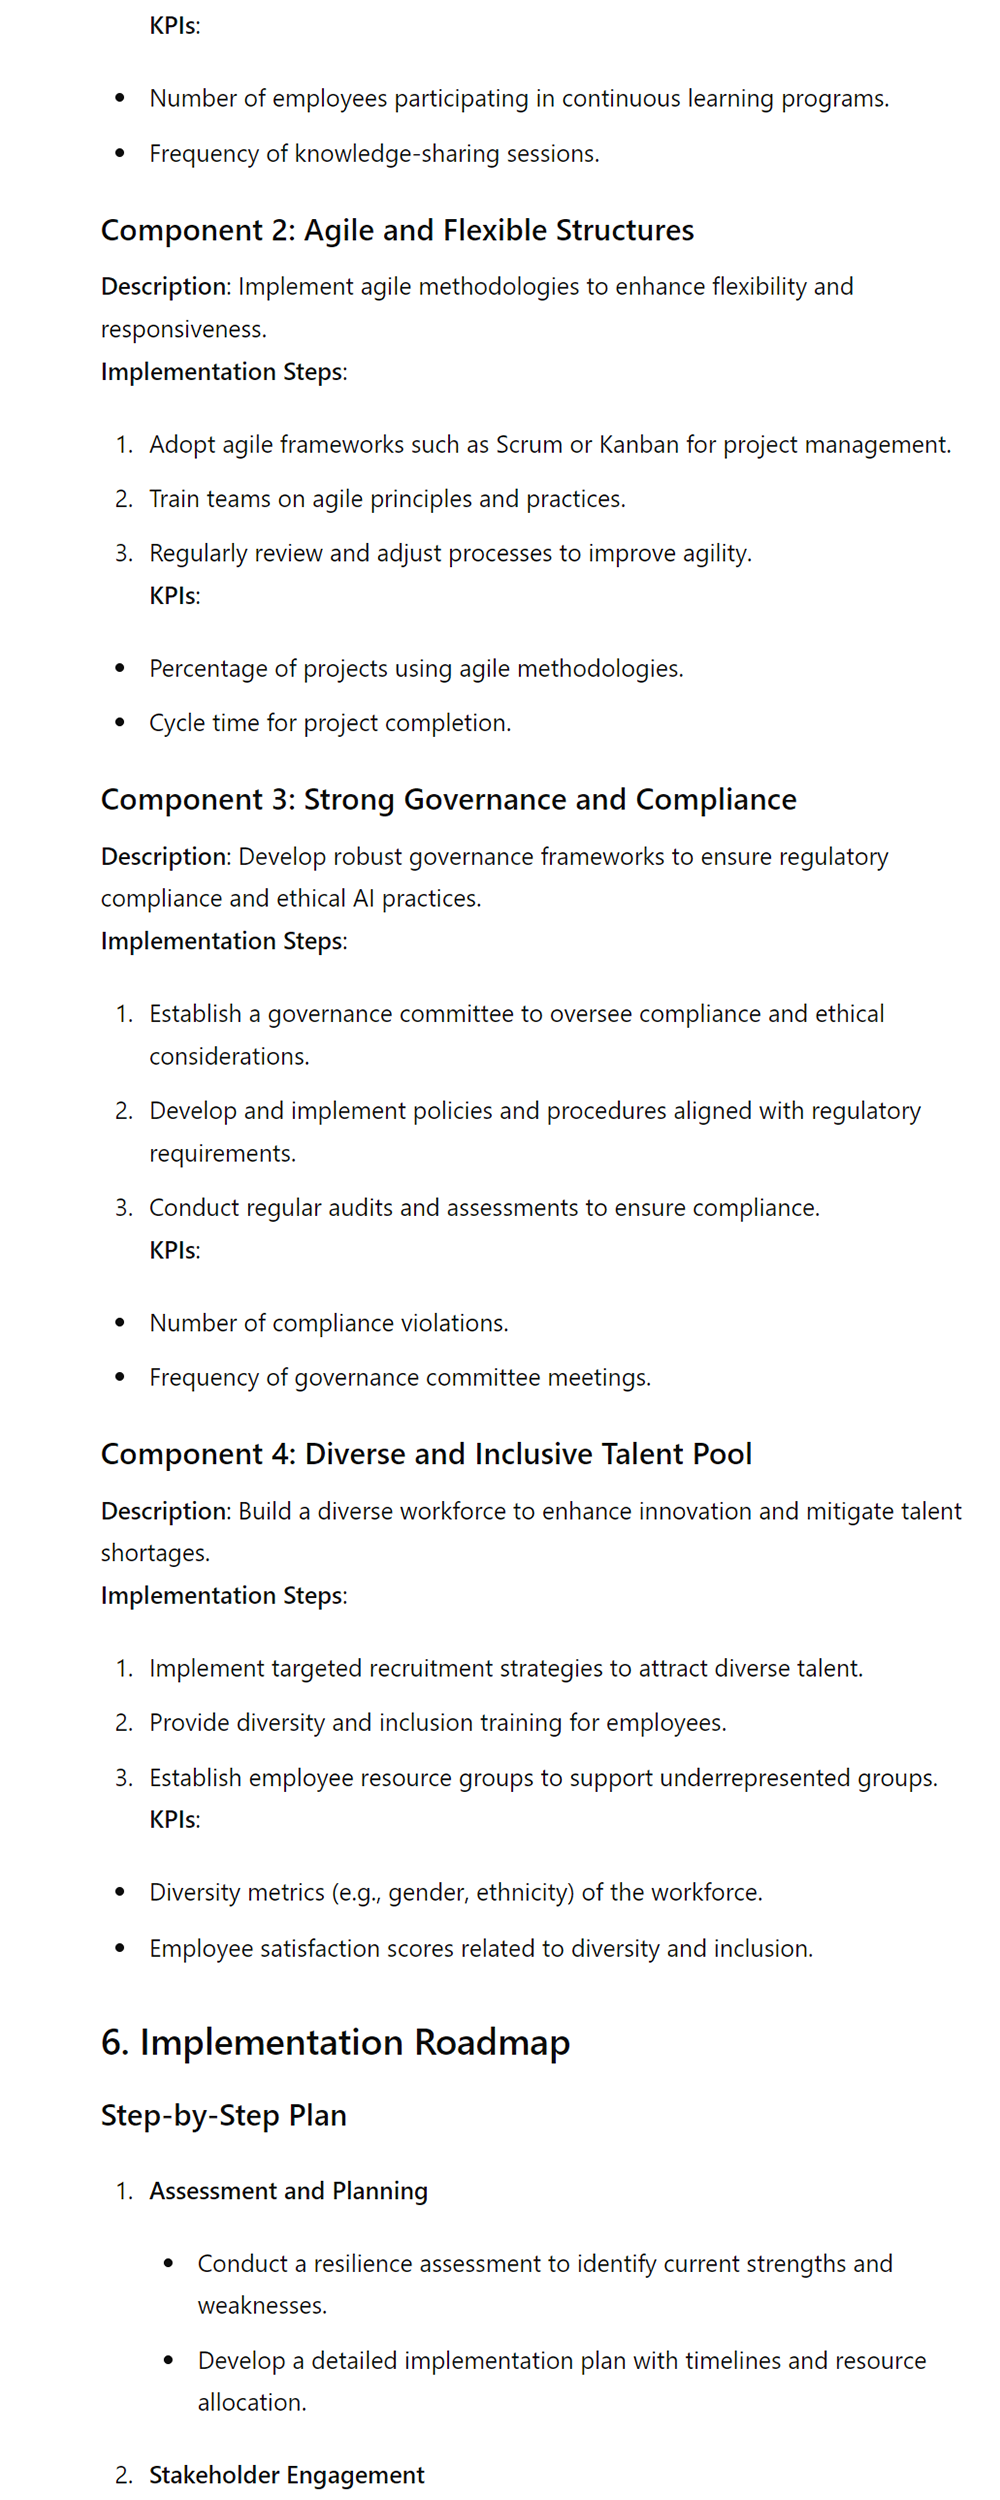 KPIs:
• Number of employees participating in continuous learning programs.
• Frequency of knowledge-sharing sessions.
Component 2: Agile and Flexible Structures
Description: Implement agile methodologies to enhance flexibility and
responsiveness.
Implementation Steps:
1. Adopt agile frameworks such as Scrum or Kanban for project management.
2. Train teams on agile principles and practices.
3. Regularly review and adjust processes to improve agility.
KPIs:
• Percentage of projects using agile methodologies.
• Cycle time for project completion.
Component 3: Strong Governance and Compliance
Description: Develop robust governance frameworks to ensure regulatory
compliance and ethical AI practices.
Implementation Steps:
1. Establish a governance committee to oversee compliance and ethical
considerations.
2. Develop and implement policies and procedures aligned with regulatory
requirements.
3. Conduct regular audits and assessments to ensure compliance.
KPIs:
• Number of compliance violations.
• Frequency of governance committee meetings.
Component 4: Diverse and Inclusive Talent Pool
Description: Build a diverse workforce to enhance innovation and mitigate talent
shortages.
Implementation Steps:
1. Implement targeted recruitment strategies to attract diverse talent.
2. Provide diversity and inclusion training for employees.
3. Establish employee resource groups to support underrepresented groups.
KPIs:
• Diversity metrics (e.g., gender, ethnicity) of the workforce.
• Employee satisfaction scores related to diversity and inclusion.
6. Implementation Roadmap
Step-by-Step Plan
1. Assessment and Planning
• Conduct a resilience assessment to identify current strengths and
weaknesses.
• Develop a detailed implementation plan with timelines and resource
allocation.
2. Stakeholder Engagement